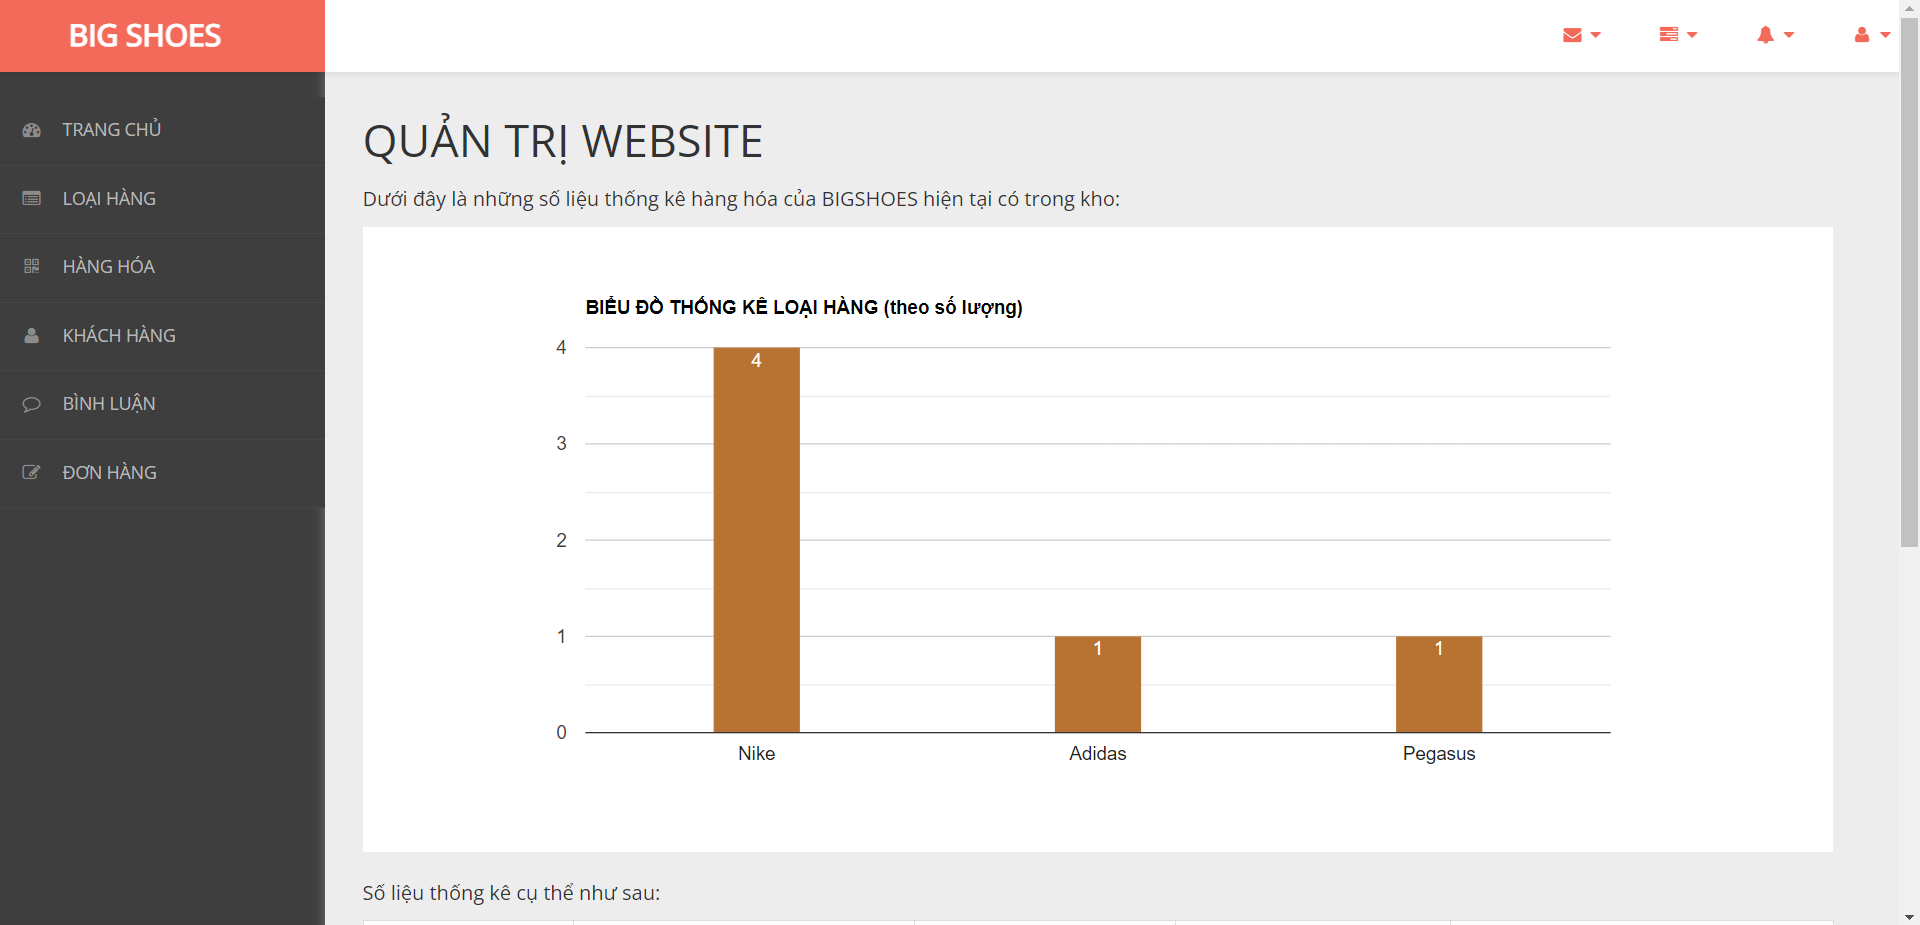 BIG SHOES
TRANG CHỦ
LOẠI HÀNG
HÀNG HÓA
KHÁCH HÀNG
BÌNH LUẬN
ĐƠN HÀNG
QUẢN TRỊ WEBSITE
Dưới đây là những số liệu thống kê hàng hóa của BIGSHOES hiện tại có trong kho:
BIỂU ĐỒ THỐNG KÊ LOẠI HÀNG (theo số lượng)
4
3
2
1
0
4
1
1
Nike
Adidas
Pegasus
Số liệu thống kê cụ thể như sau: